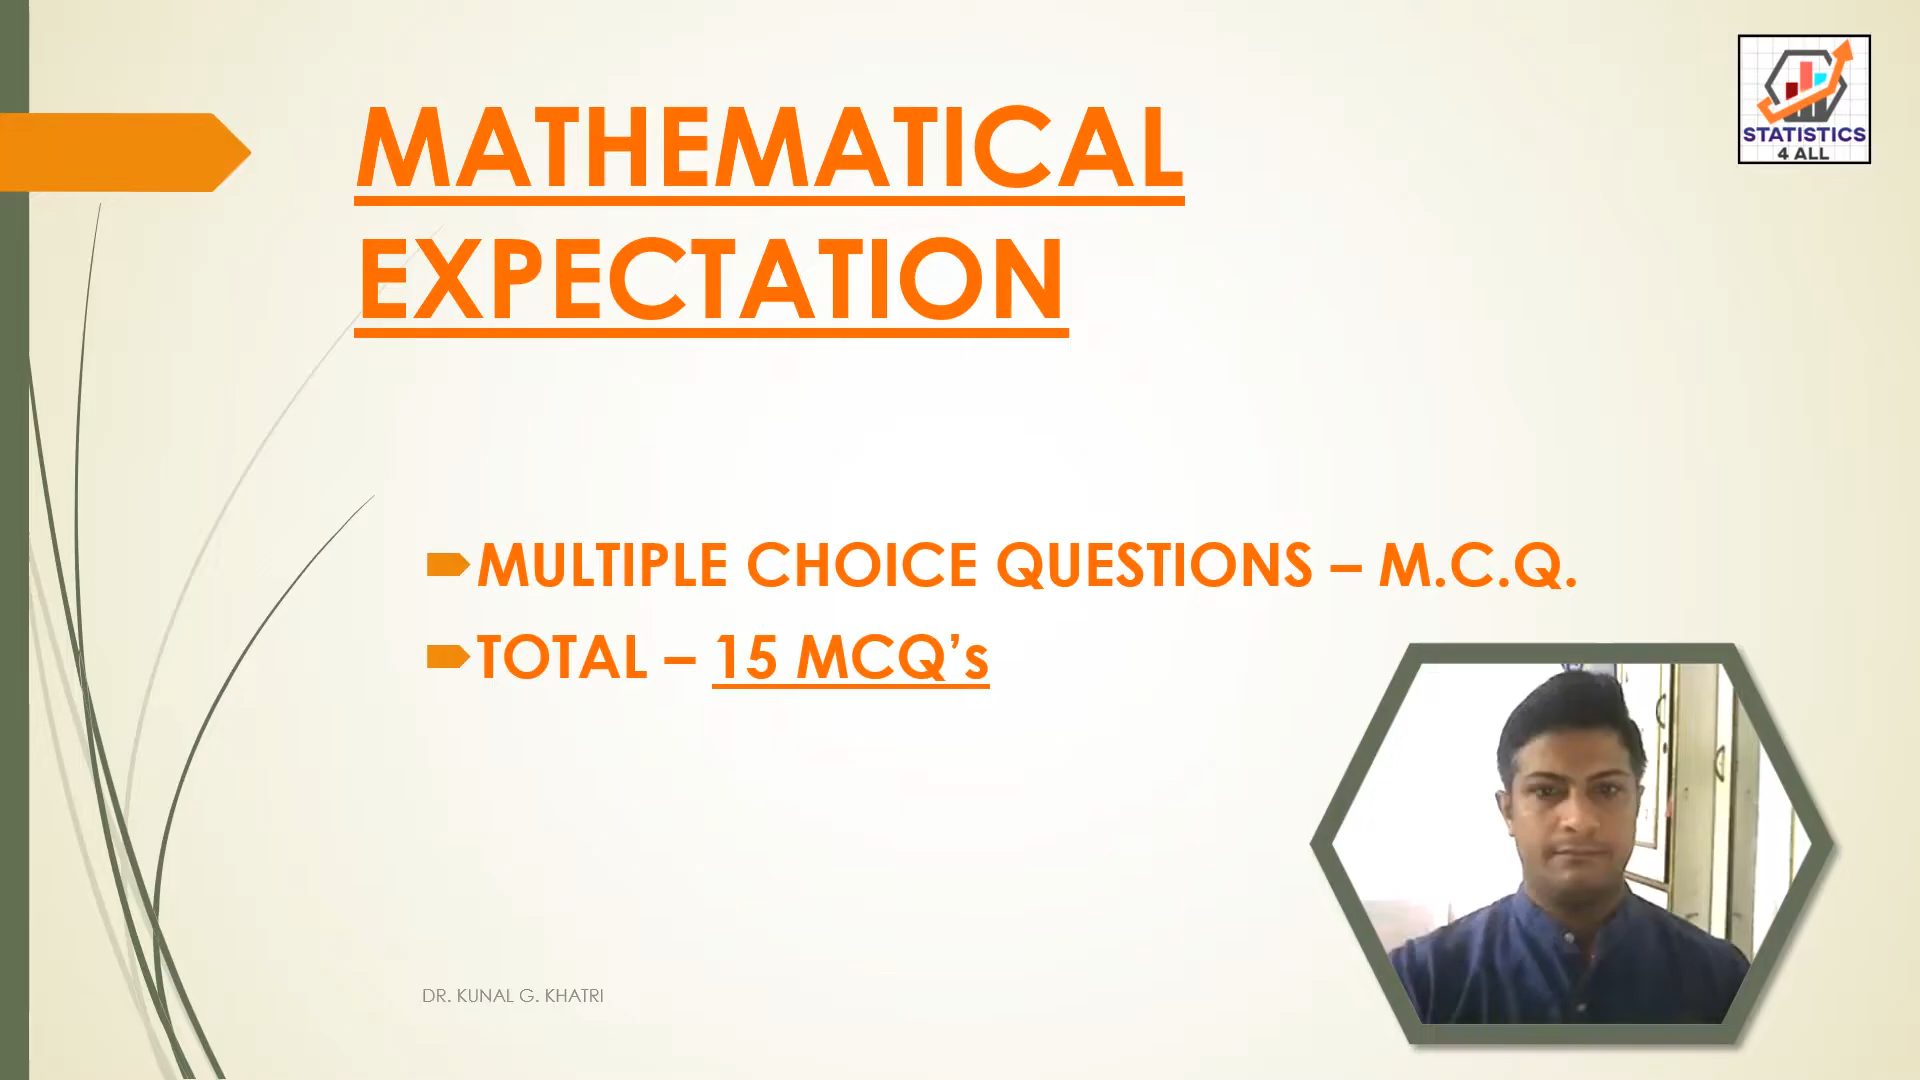 MATHEMATICAL
EXPECTATION
STATISTICS
4 ALL
MULTIPLE CHOICE QUESTIONS – M.C.Q.
TOTAL – 15 MCQ’s
DR. KUNAL G. KHATRI